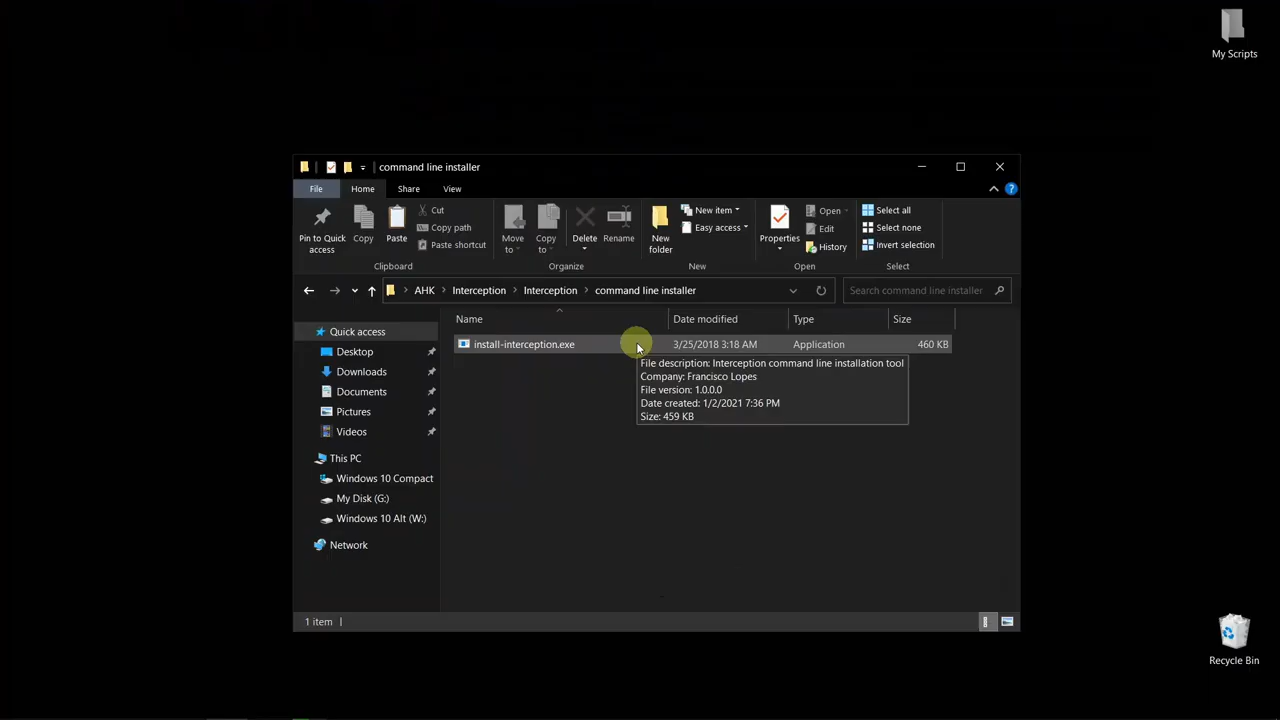 My Scripts
command line installer
File
Home
Share
View
Pin to Quick access
Copy
Paste
Cut
Copy path
Paste shortcut
Clipboard
Move to
Copy to
Delete
Rename
Organize
New folder
New item
Easy access
New
Properties
Open
Edit
History
Open
Select all
Select none
Invert selection
Select
AHK
Interception
Interception
command line installer
Search command line installer
Name
Date modified
Type
Size
install-interception.exe
3/25/2018 3:18 AM
Application
460 KB
File description: Interception command line installation tool
Company: Francisco Lopes
File version: 1.0.0.0
Date created: 1/2/2021 7:36 PM
Size: 459 KB
Quick access
Desktop
Downloads
Documents
Pictures
Videos
This PC
Windows 10 Compact
My Disk (G:)
Windows 10 Alt (W:)
Network
1 item
Recycle Bin